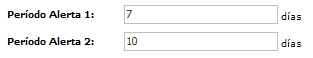 Período Alerta 1: 7 días
Período Alerta 2: 10 días